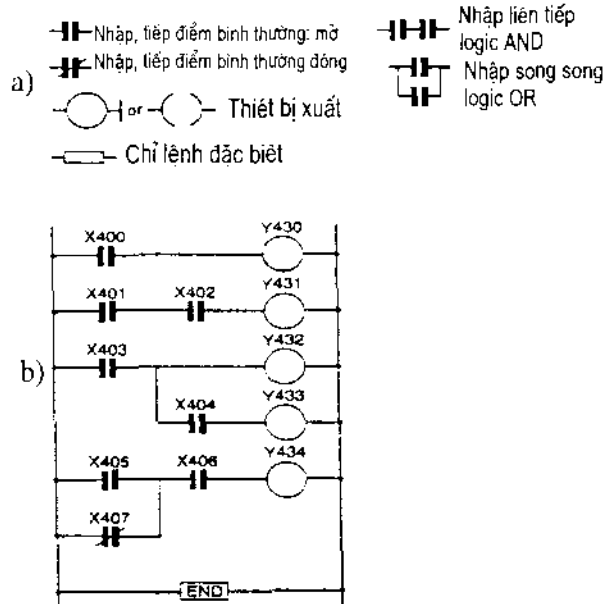 Nhập, tiếp điểm bình thường: mở
Nhập, tiếp điểm bình thường đóng
a)
or
Thiết bị xuất
Chỉ lệnh đặc biệt
Nhập liên tiếp
logic AND
Nhập song song
logic OR
X400
Y430
X401
X402
Y431
X403
Y432
b)
X404
Y433
X405
X406
Y434
X407
END